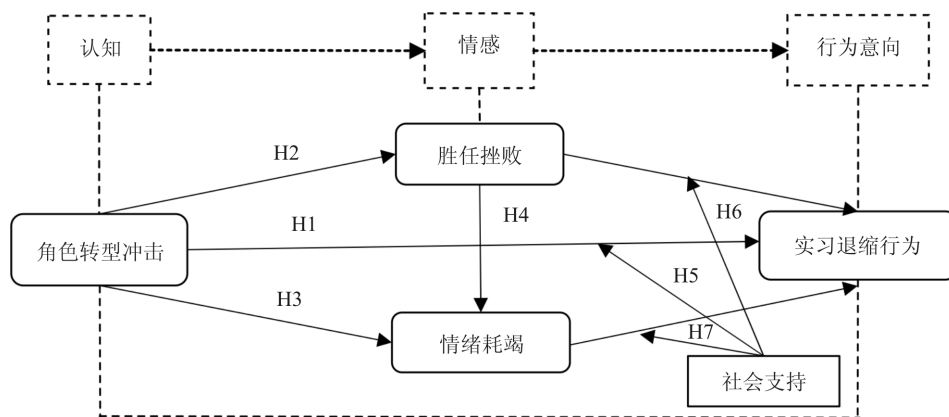 认知
情感
行为意向
胜任挫败
H2
H4
H6
H1
角色转型冲击
实习退缩行为
H5
H3
H7
情绪耗竭
社会支持